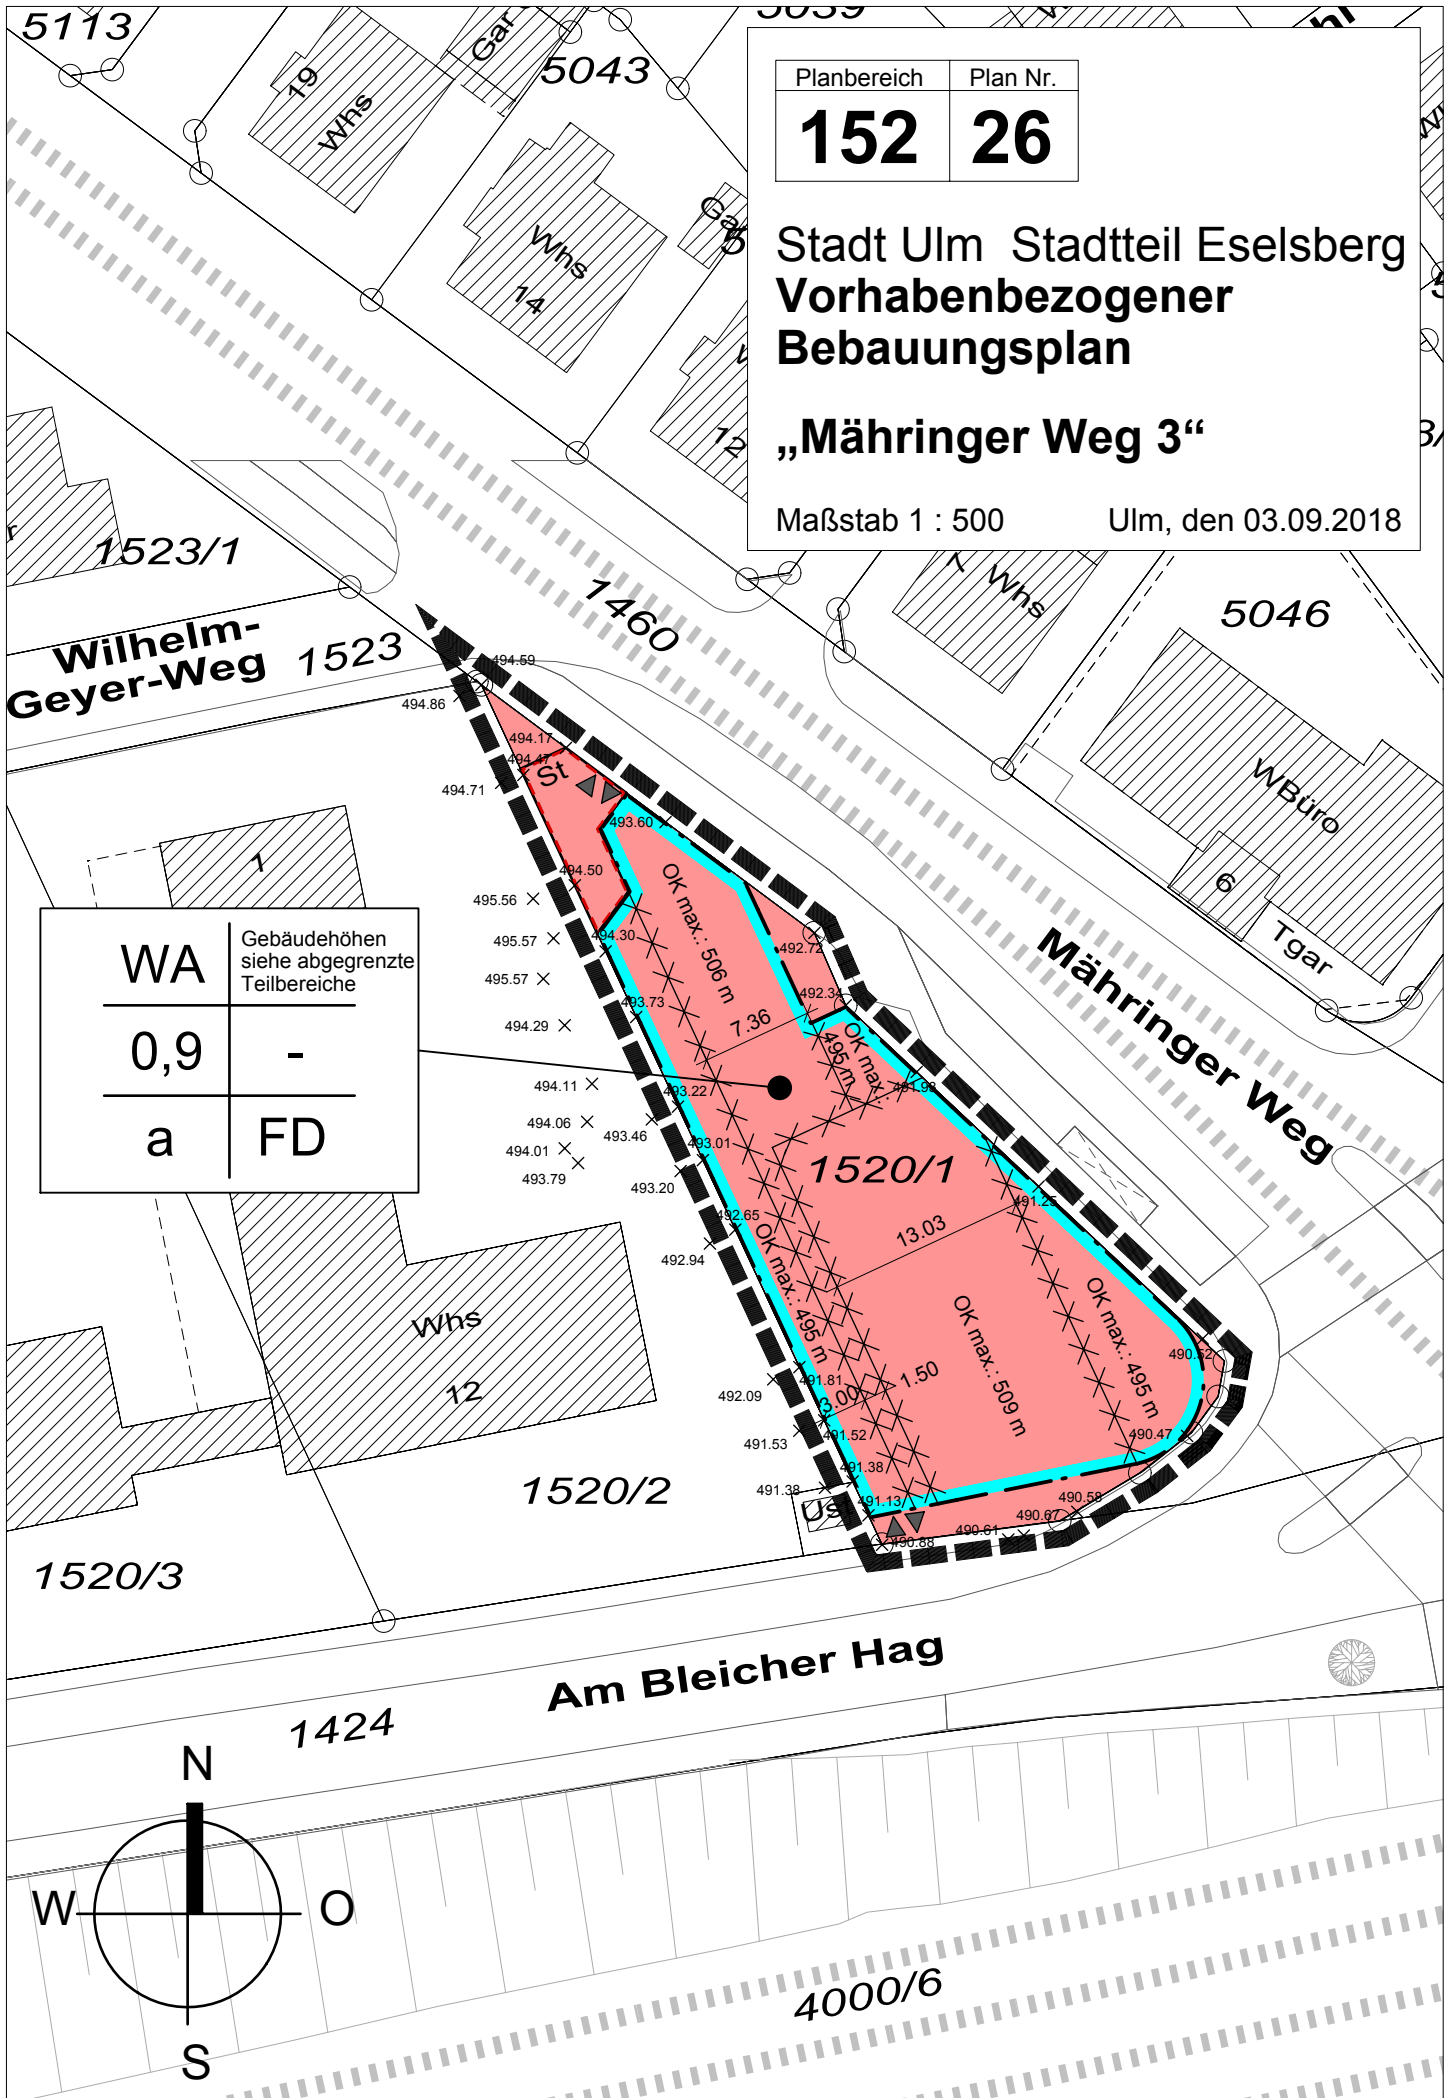 5113
19
Whs
Gar
5043
5039
Planbereich
Plan Nr.
152
26
Stadt Ulm Stadtteil Eselsberg
Vorhabenbezogener
Bebauungsplan
„Mähringer Weg 3“
Maßstab 1 : 500
Ulm, den 03.09.2018
Whs
14
12
1523/1
Wilhelm-
Geyer-Weg
1523
1460
7
Whs
5046
WBüro
6
Tgar
Mähringer Weg
494.59
494.86
494.17
494.47
St
494.71
493.60
494.50
495.56
494.30
495.57
495.57
493.73
494.29
492.72
492.34
OK max.: 506 m
7.36
OK max.:
495 m
491.93
494.11
493.22
494.06
493.46
494.01
493.01
493.79
493.20
1520/1
491.25
492.65
492.94
13.03
OK max.: 495 m
OK max.: 509 m
OK max.: 495 m
490.52
491.81
492.09
1.50
3.00
491.52
491.53
490.47
491.38
491.38
491.13
490.58
490.67
490.61
490.88
Ust
1
WA
Gebäudehöhen
siehe abgegrenzte
Teilbereiche
0,9
-
a
FD
Whs
12
1520/2
1520/3
Am Bleicher Hag
1424
N
W
O
S
4000/6